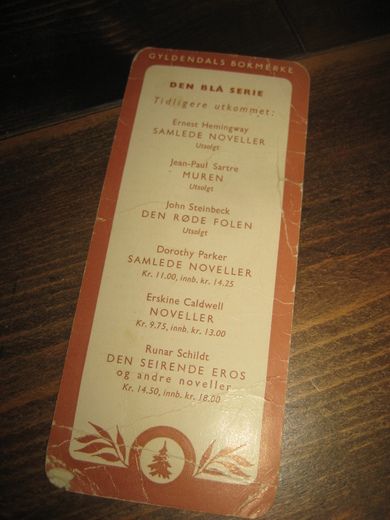 GYLDENDALS BOKMERKE
DEN BLÅ SERIE
Tidligere utkommet:
Ernest Hemingway
SAMLEDE NOVELLER
Utsolgt
Jean-Paul Sartre
MUREN
Utsolgt
John Steinbeck
DEN RØDE FOLEN
Utsolgt
Dorothy Parker
SAMLEDE NOVELLER
Kr. 11.00, innb. kr. 14.25
Erskine Caldwell
NOVELLER
Kr. 9.75, innb. kr. 13.00
Runar Schildt
DEN SEIRENDE EROS
og andre noveller
Kr. 14.50, innb. kr. 18.00